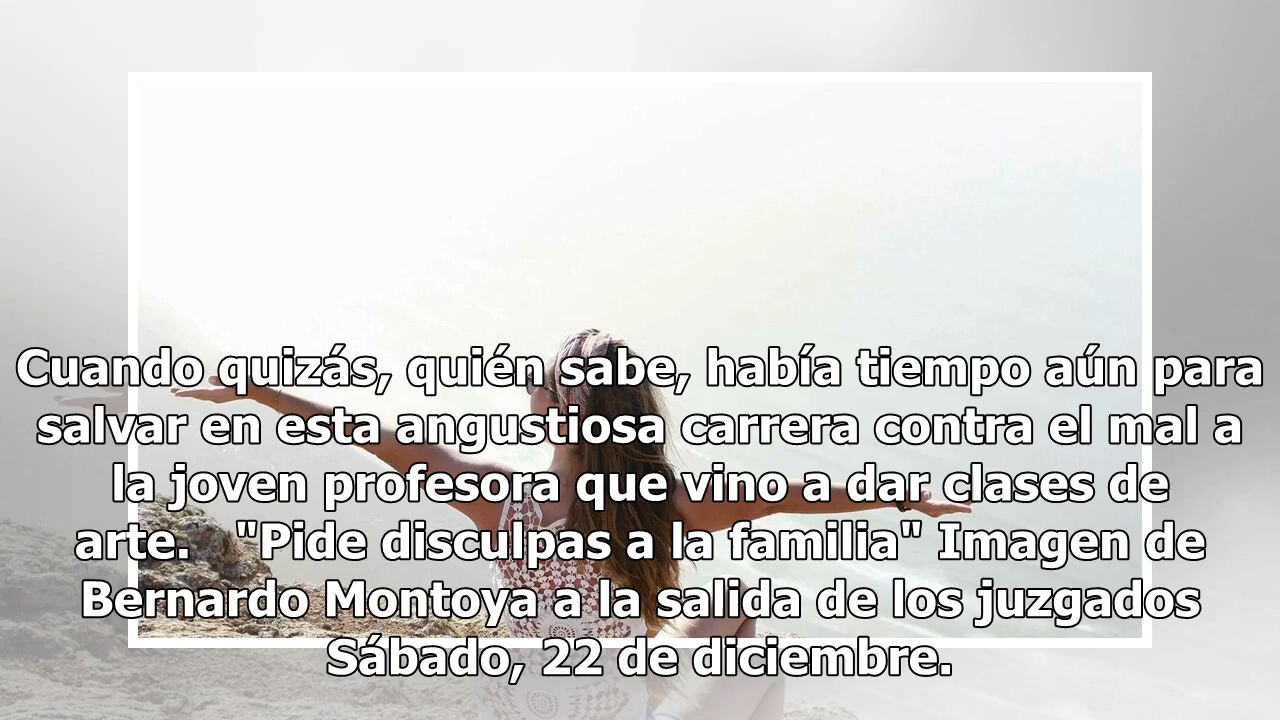 Cuando quizás, quién sabe, había tiempo aún para
salvar en esta angustiosa carrera contra el mal a
la joven profesora que vino a dar clases de
arte.   "Pide disculpas a la familia" Imagen de
Bernardo Montoya a la salida de los juzgados
Sábado, 22 de diciembre.